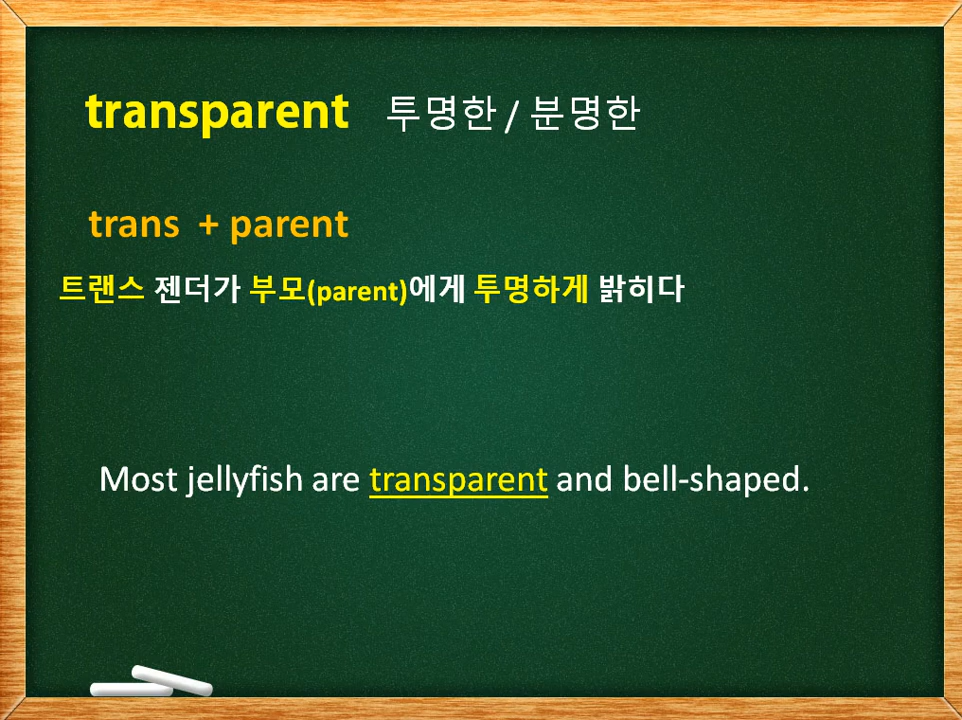 transparent 투명한 / 분명한
trans + parent
트랜스 젠더가 부모(parent)에게 투명하게 밝히다
Most jellyfish are transparent and bell-shaped.